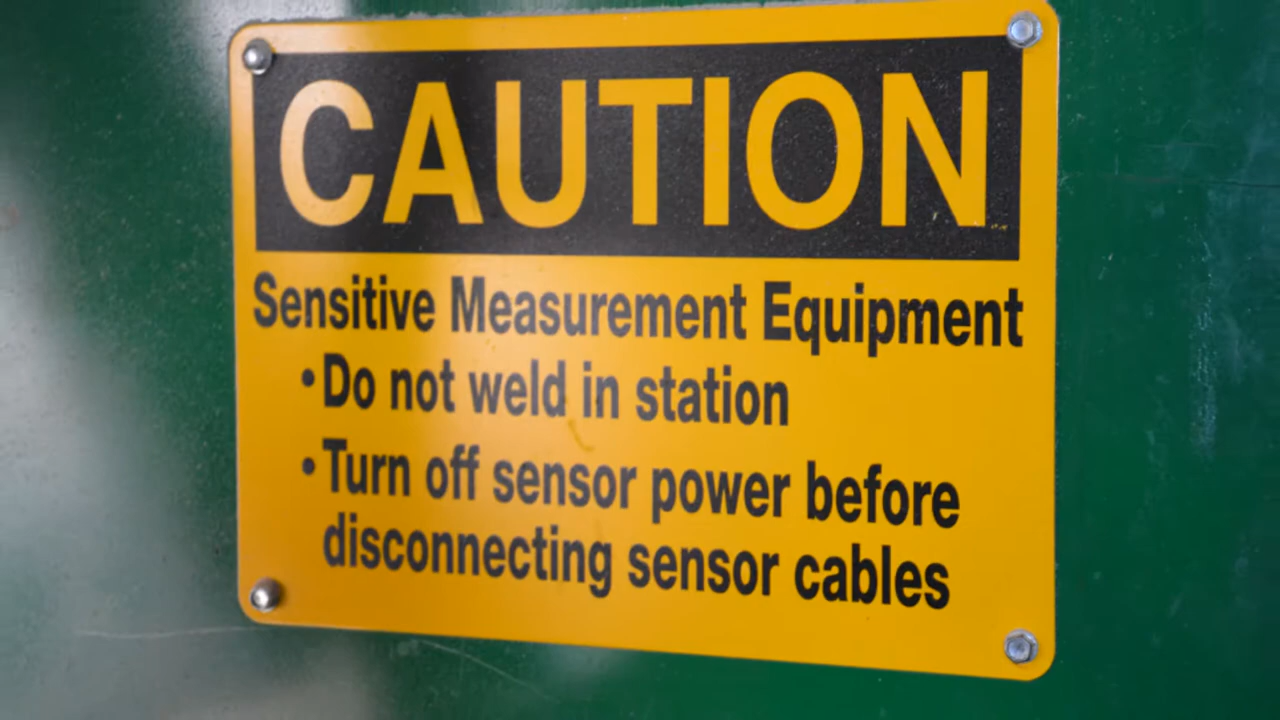 CAUTION
Sensitive Measurement Equipment
• Do not weld in station
• Turn off sensor power before
disconnecting sensor cables